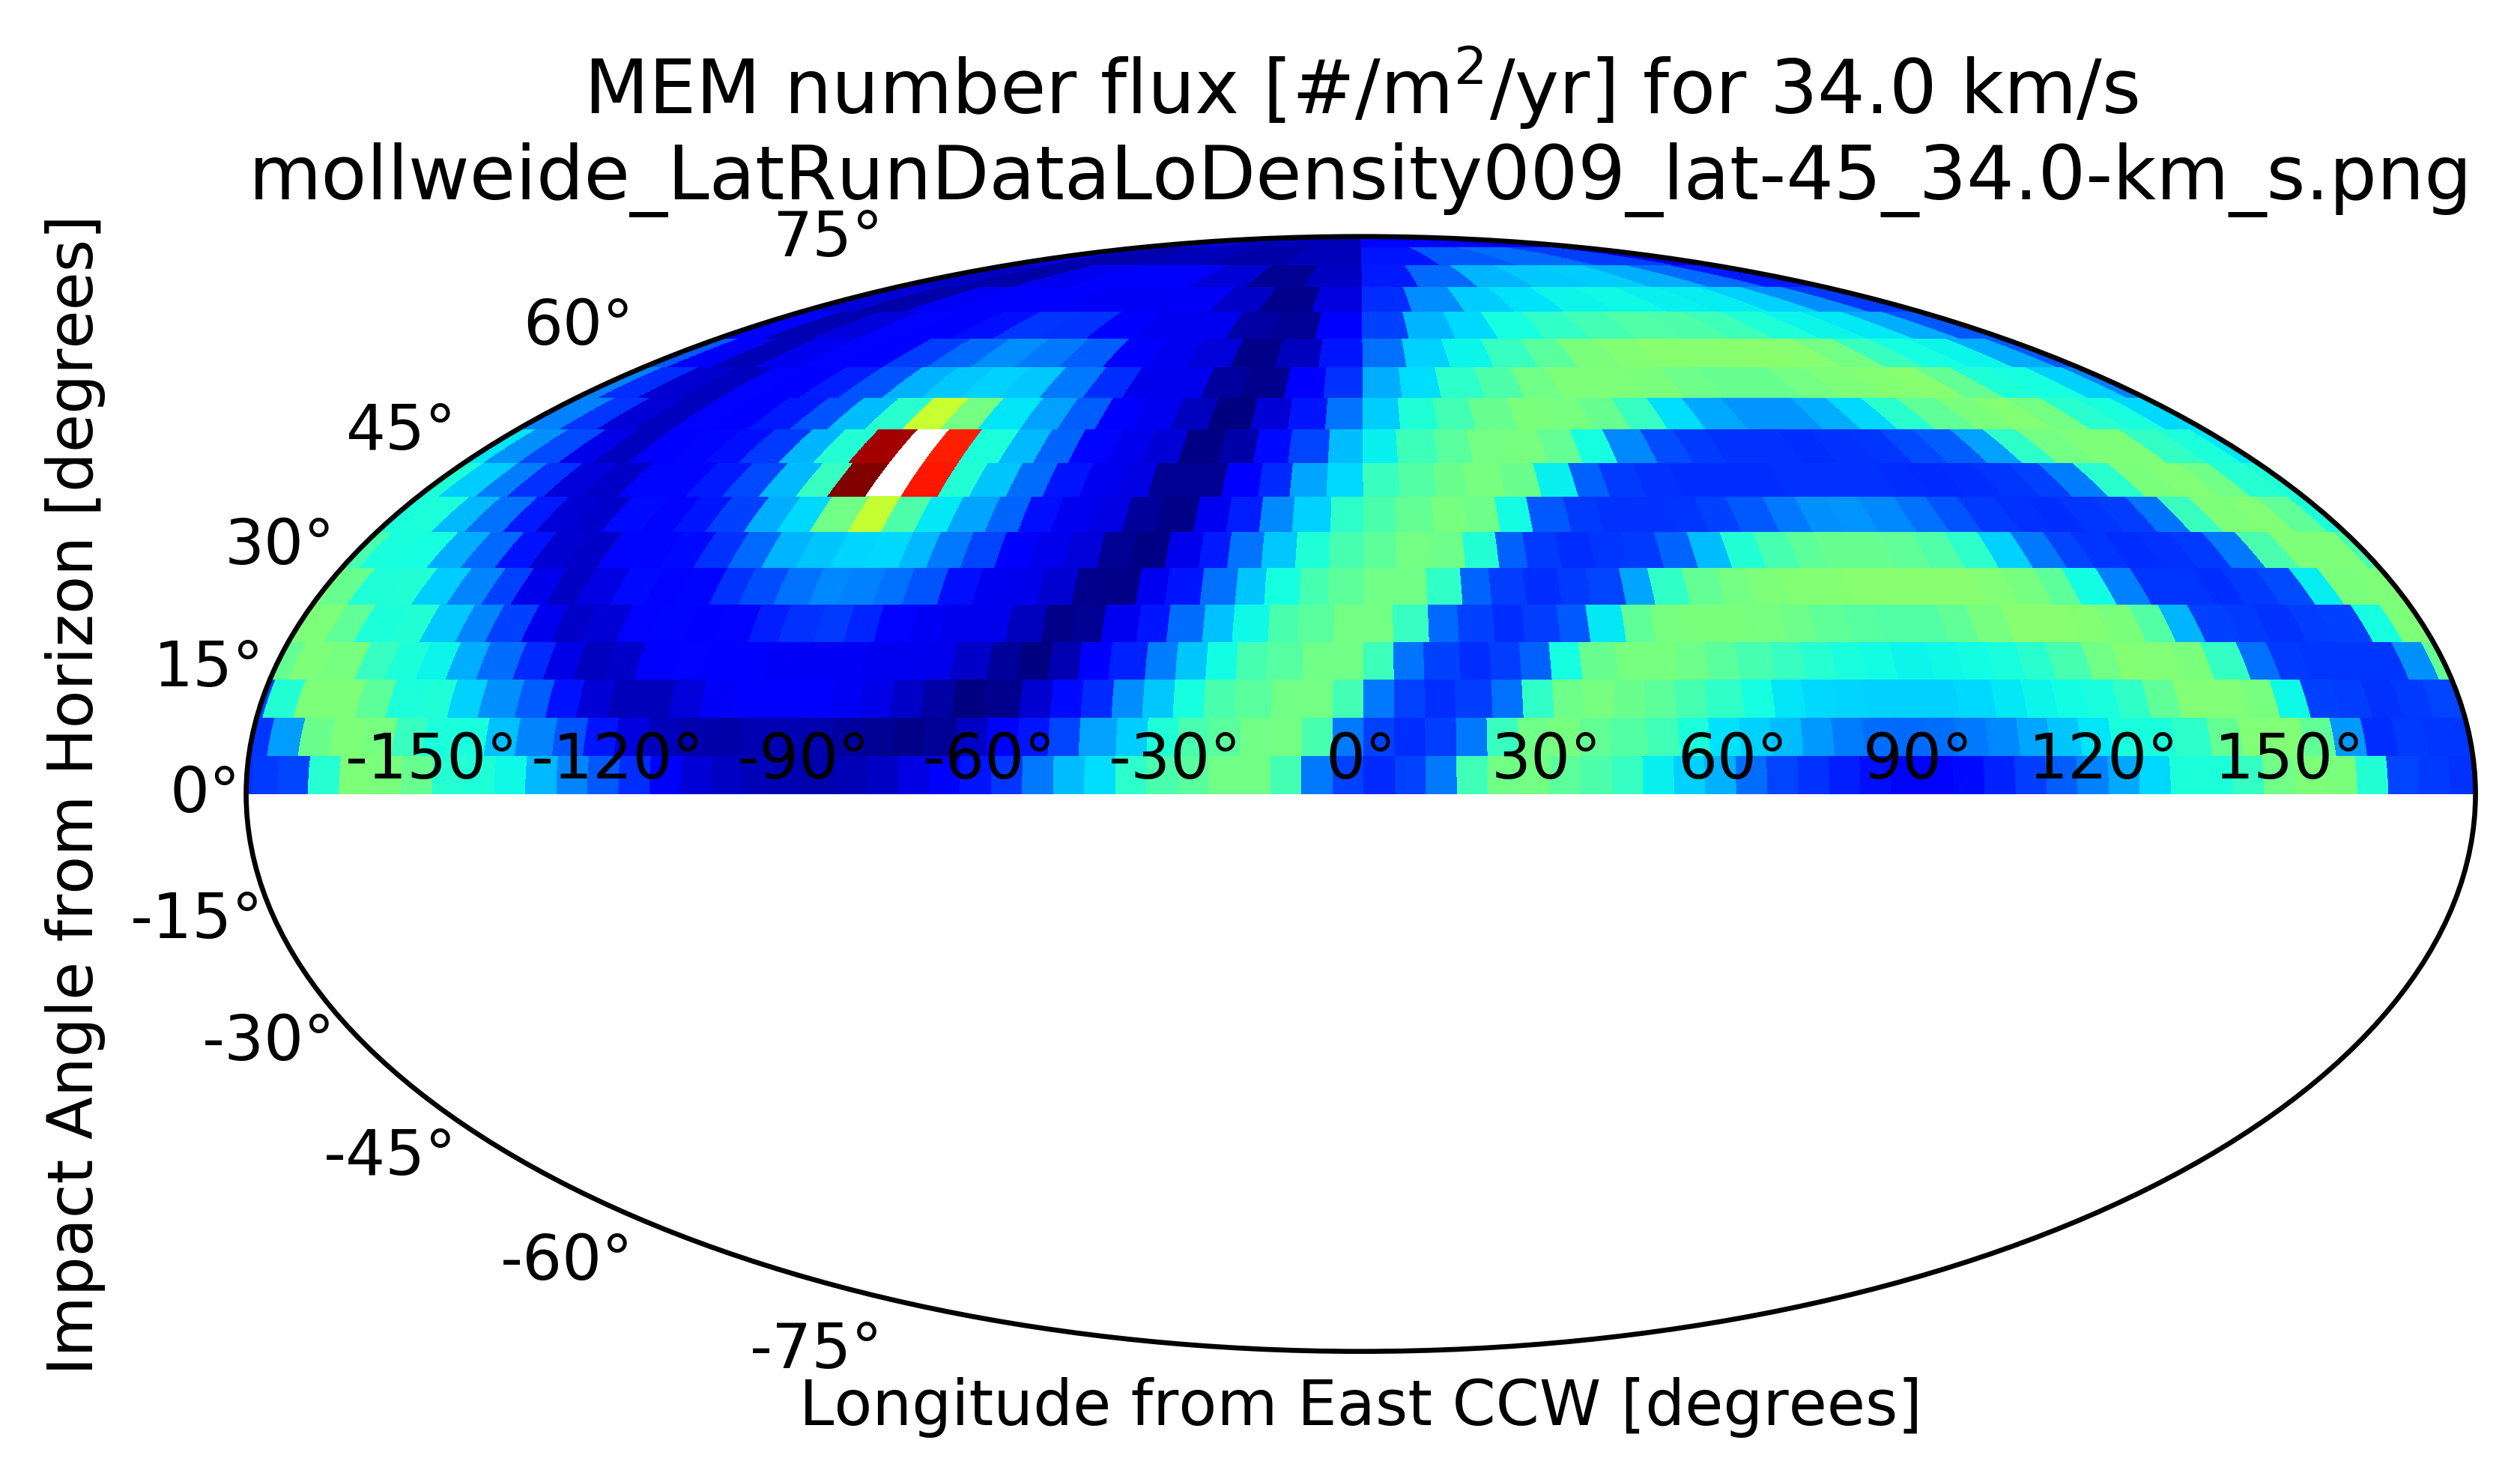 MEM number flux [#/m²/yr] for 34.0 km/s
mollweide_LatRunDataLoDensity009_lat-45_34.0-km_s.png
75°
60°
45°
30°
15°
0°
-15°
-30°
-45°
-60°
-75°
-150° -120° -90° -60° -30° 0° 30° 60° 90° 120° 150°
Impact Angle from Horizon [degrees]
Longitude from East CCW [degrees]